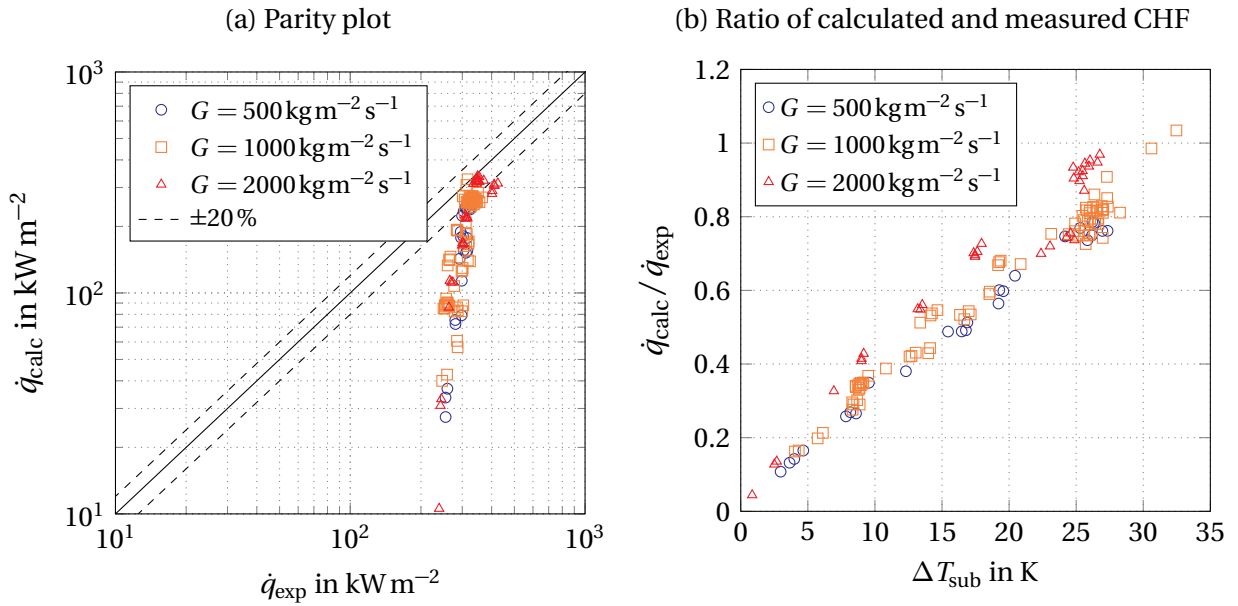 (a) Parity plot
10³
10²
10¹
10¹
10²
10³
q̇calc in kW m⁻²
q̇exp in kW m⁻²
G = 500 kg m⁻² s⁻¹
G = 1000 kg m⁻² s⁻¹
G = 2000 kg m⁻² s⁻¹
±20 %
(b) Ratio of calculated and measured CHF
1.2
1
0.8
0.6
0.4
0.2
0
0
5
10
15
20
25
30
35
q̇calc / q̇exp
ΔTsub in K
G = 500 kg m⁻² s⁻¹
G = 1000 kg m⁻² s⁻¹
G = 2000 kg m⁻² s⁻¹